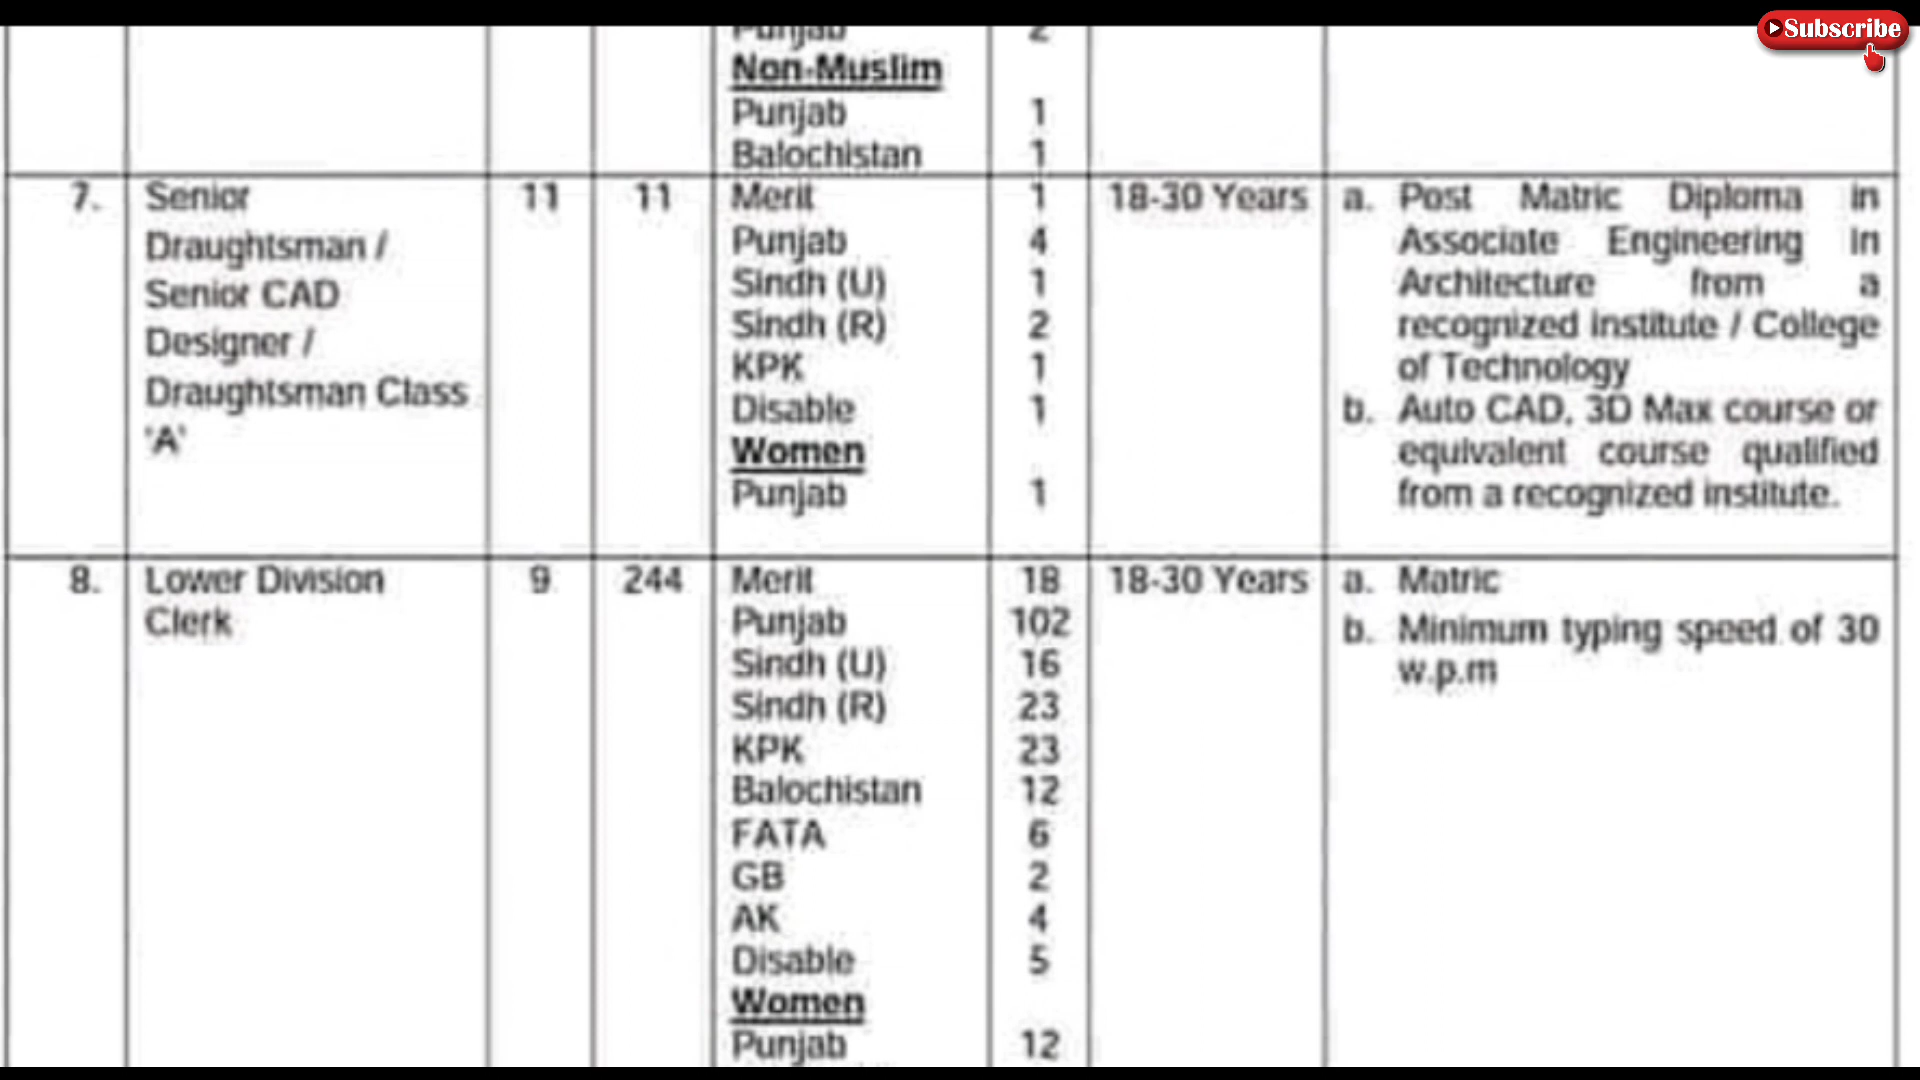 Subscribe
Punjab 2
Non-Muslim
Punjab 1
Balochistan 1
7. Senior Draughtsman / Senior CAD Designer / Draughtsman Class 'A' 11 11
Merit 1
Punjab 4
Sindh (U) 1
Sindh (R) 2
KPK 1
Disable 1
Women
Punjab 1
18-30 Years
a. Post Matric Diploma in
Associate Engineering in
Architecture from a
recognized institute / College
of Technology
b. Auto CAD, 3D Max course or
equivalent course qualified
from a recognized institute.
8. Lower Division Clerk 9 244
Merit 18
Punjab 102
Sindh (U) 16
Sindh (R) 23
KPK 23
Balochistan 12
FATA 6
GB 2
AK 4
Disable 5
Women
Punjab 12
18-30 Years
a. Matric
b. Minimum typing speed of 30
w.p.m